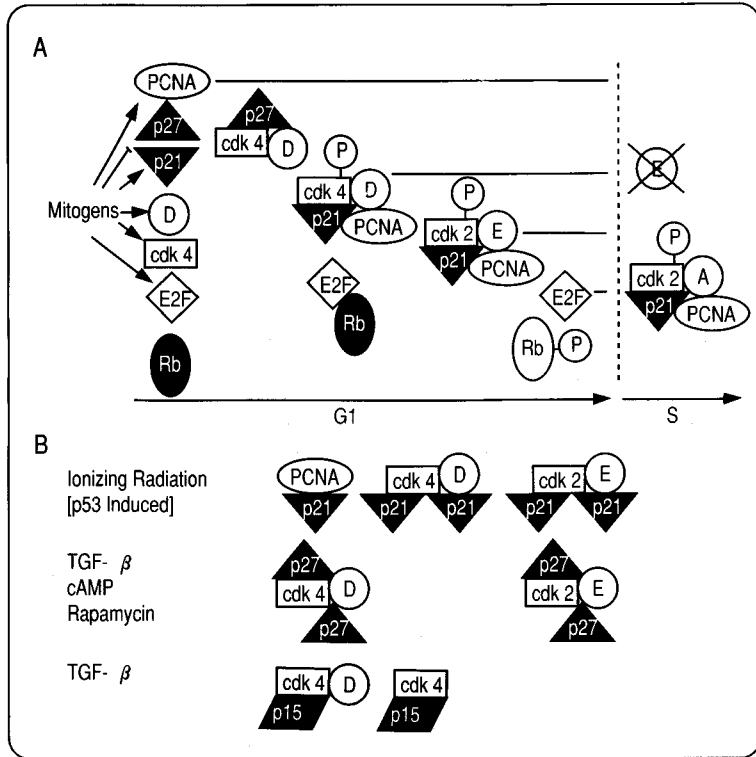 A
PCNA
p27
p21
Mitogens
D
cdk 4
E2F
Rb
p27
cdk 4
D
P
cdk 4
D
p21
PCNA
E2F
Rb
P
cdk 2
E
p21
PCNA
E2F
Rb
P
E
P
cdk 2
A
p21
PCNA
G1
S
B
Ionizing Radiation
[p53 Induced]
PCNA
p21
cdk 4
D
p21
p21
cdk 2
E
p21
p21
TGF- β
cAMP
Rapamycin
p27
cdk 4
D
p27
p27
cdk 2
E
p27
TGF- β
cdk 4
D
p15
cdk 4
p15